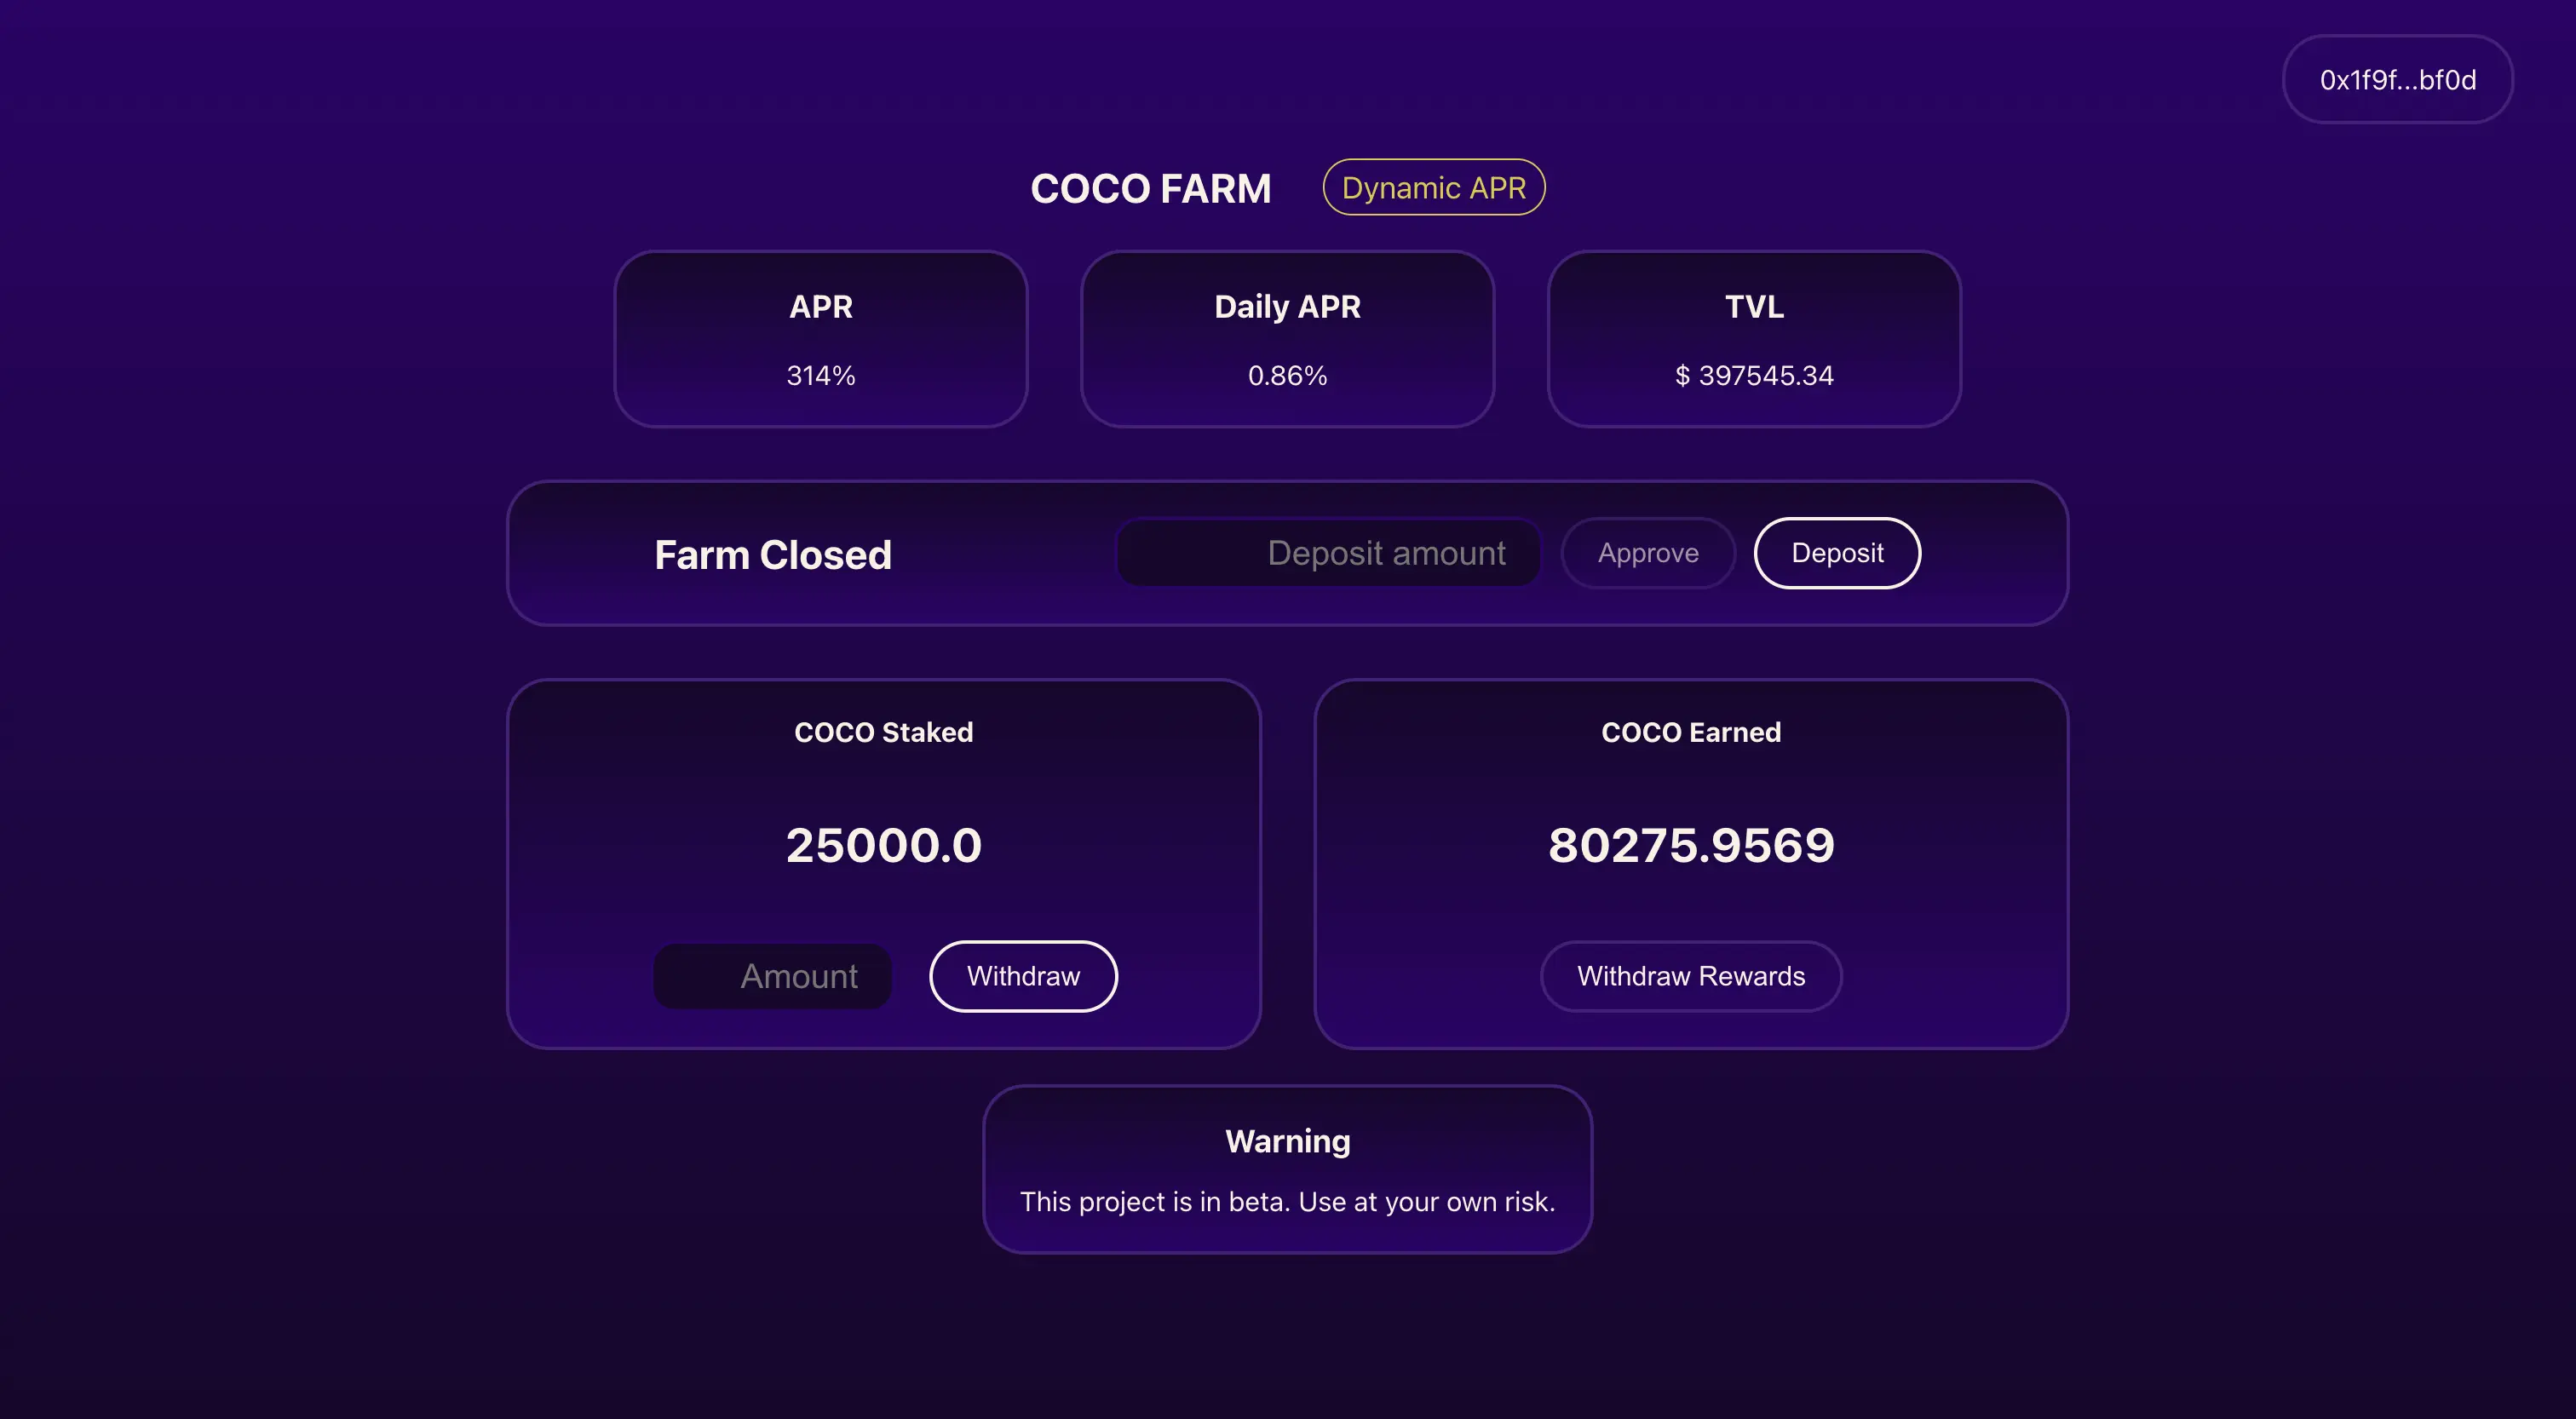 0x1f9f...bf0d
COCO FARM Dynamic APR
APR Daily APR TVL
314% 0.86% $ 397545.34
Farm Closed Deposit amount Approve Deposit
COCO Staked
25000.0
Amount Withdraw
COCO Earned
80275.9569
Withdraw Rewards
Warning
This project is in beta. Use at your own risk.